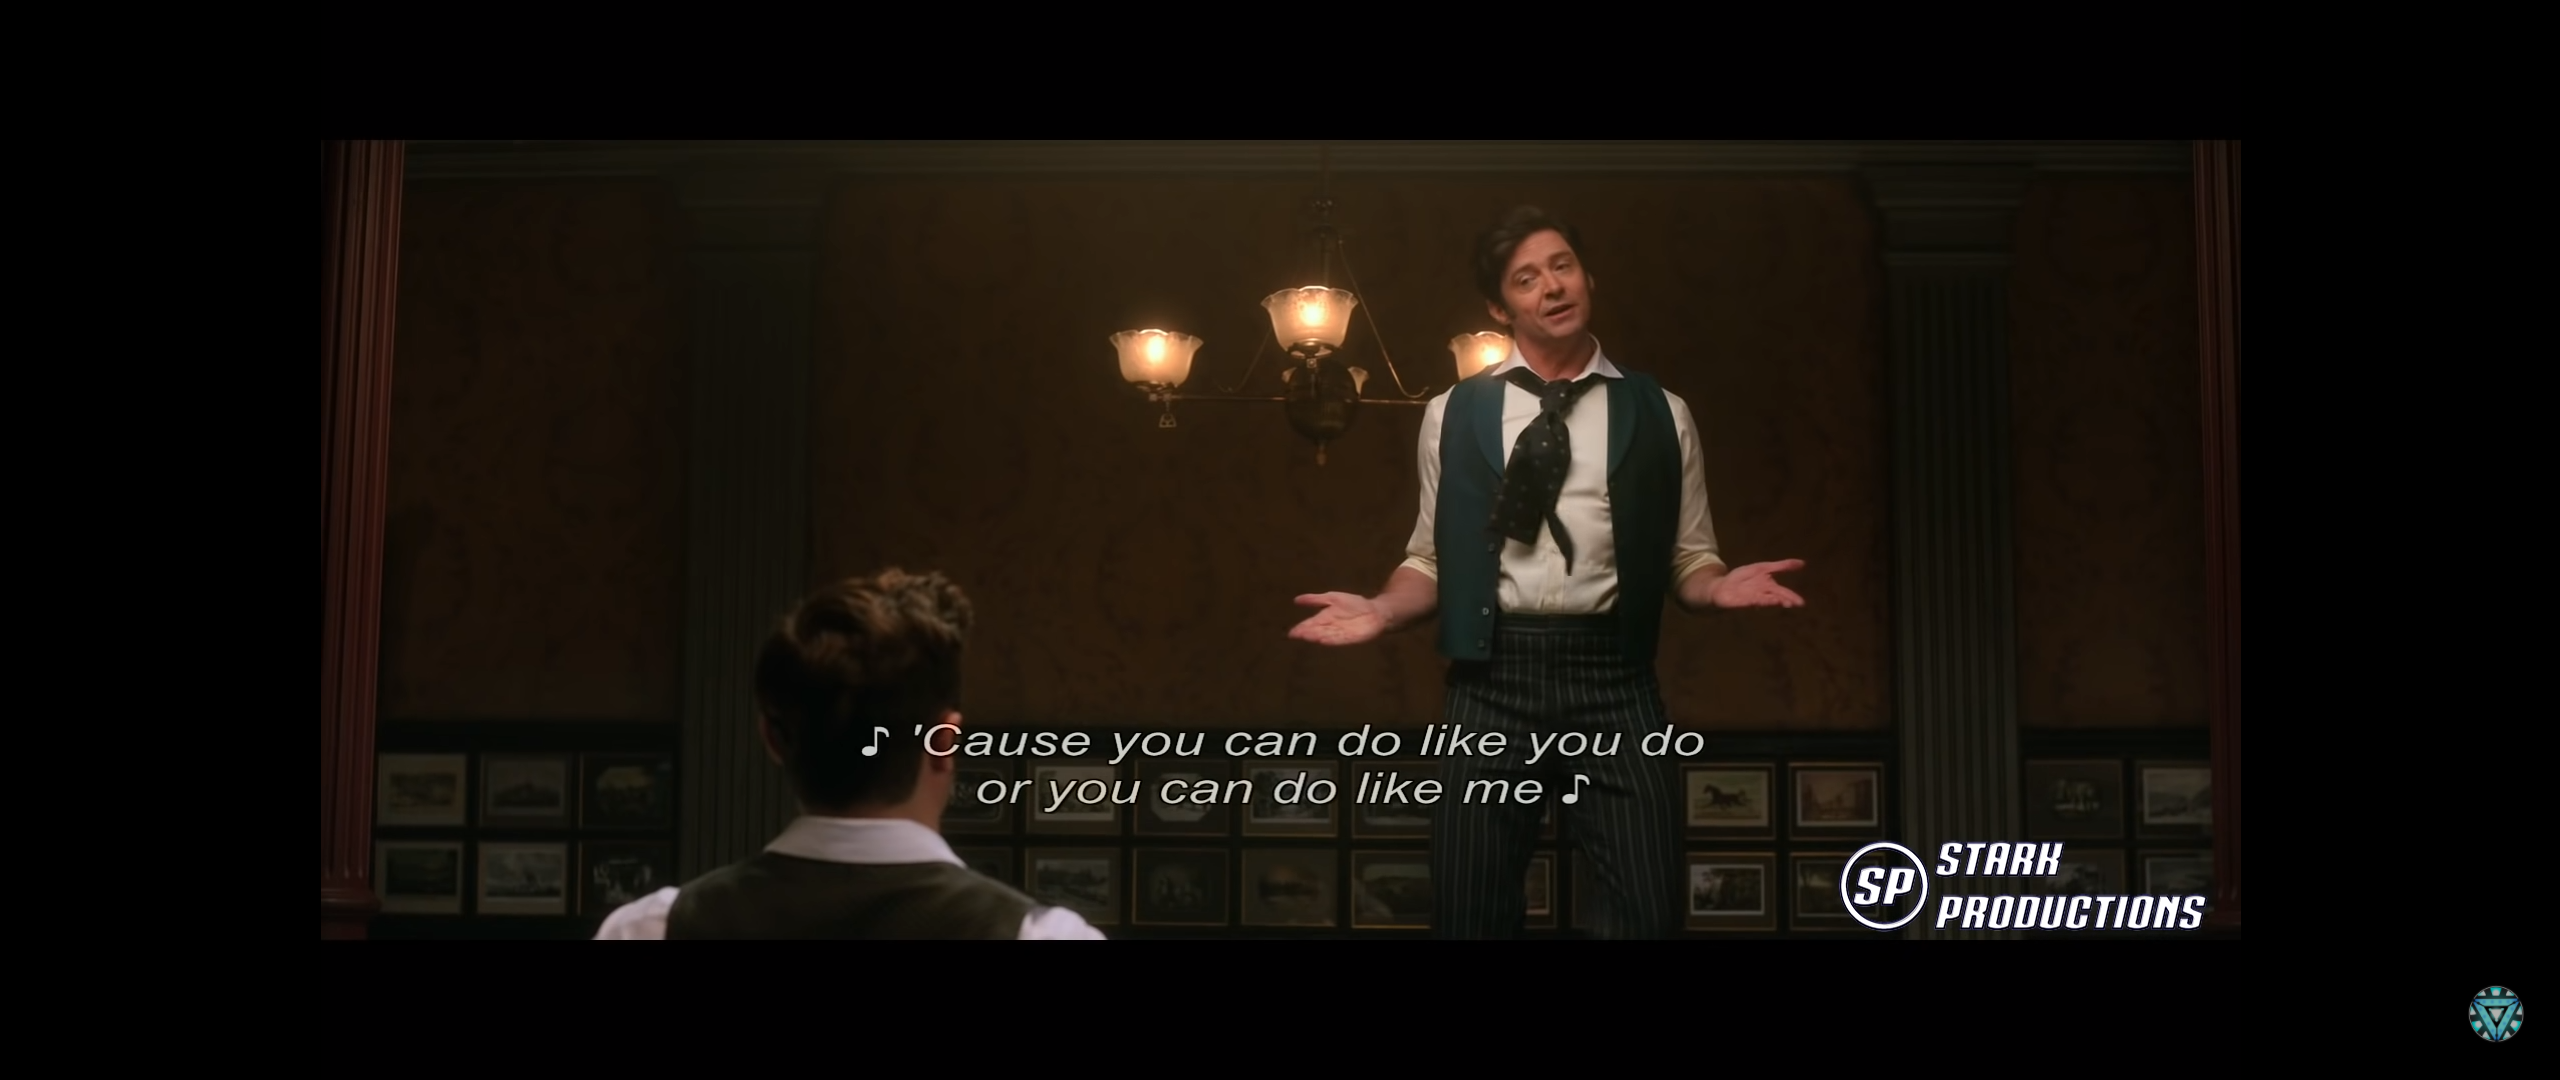 ♪ 'Cause you can do like you do
or you can do like me ♪
SP STARK
PRODUCTIONS